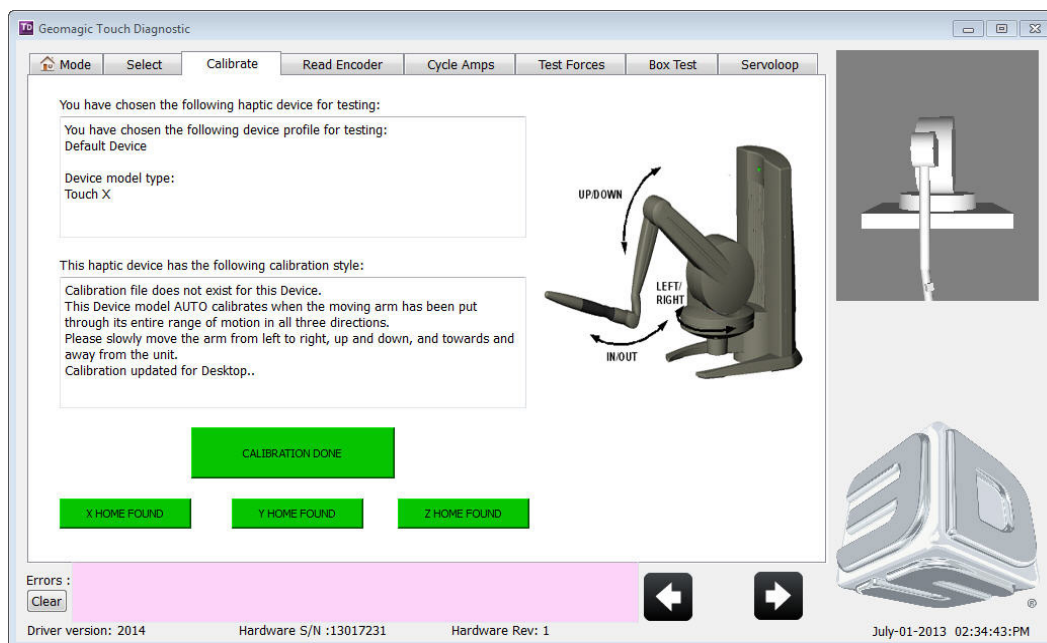 TD Geomagic Touch Diagnostic
Mode Select Calibrate Read Encoder Cycle Amps Test Forces Box Test Servoloop
You have chosen the following haptic device for testing:
You have chosen the following device profile for testing:
Default Device
Device model type:
Touch X
This haptic device has the following calibration style:
Calibration file does not exist for this Device.
This Device model AUTO calibrates when the moving arm has been put
through its entire range of motion in all three directions.
Please slowly move the arm from left to right, up and down, and towards and
away from the unit.
Calibration updated for Desktop..
UP/DOWN
LEFT/
RIGHT
IN/OUT
CALIBRATION DONE
X HOME FOUND Y HOME FOUND Z HOME FOUND
Errors :
Clear
®
Driver version: 2014 Hardware S/N :13017231 Hardware Rev: 1 July-01-2013 02:34:43:PM